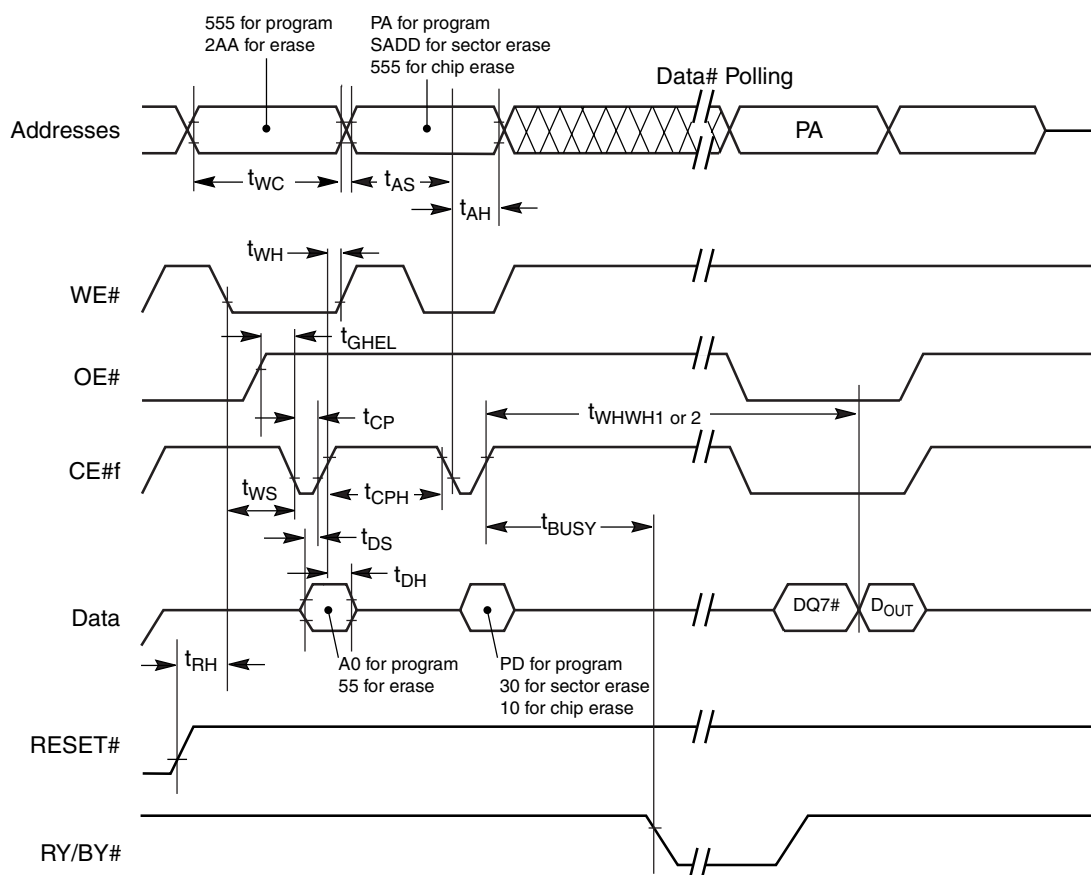 555 for program
2AA for erase
PA for program
SADD for sector erase
555 for chip erase
Data# Polling
Addresses
PA
tWC
tAS
tAH
tWH
WE#
tGHEL
OE#
tCP
tWHWH1 or 2
CE#f
tWS
tCPH
tBUSY
tDS
tDH
Data
DQ7#
DOUT
tRH
A0 for program
55 for erase
PD for program
30 for sector erase
10 for chip erase
RESET#
RY/BY#